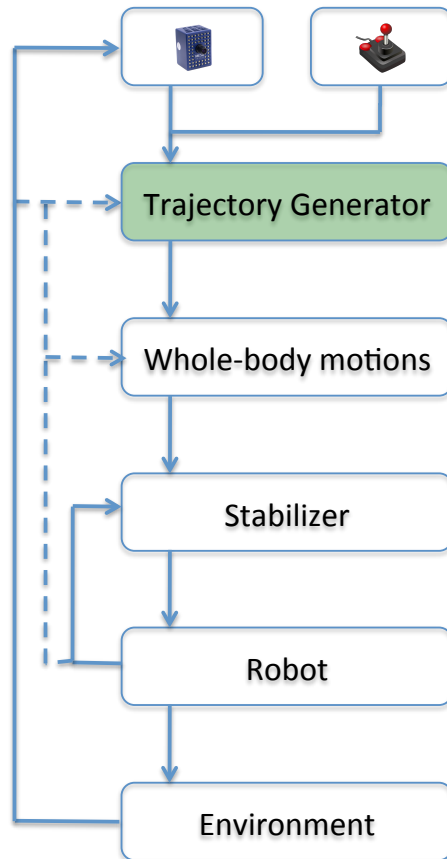 Trajectory Generator
Whole-body motions
Stabilizer
Robot
Environment